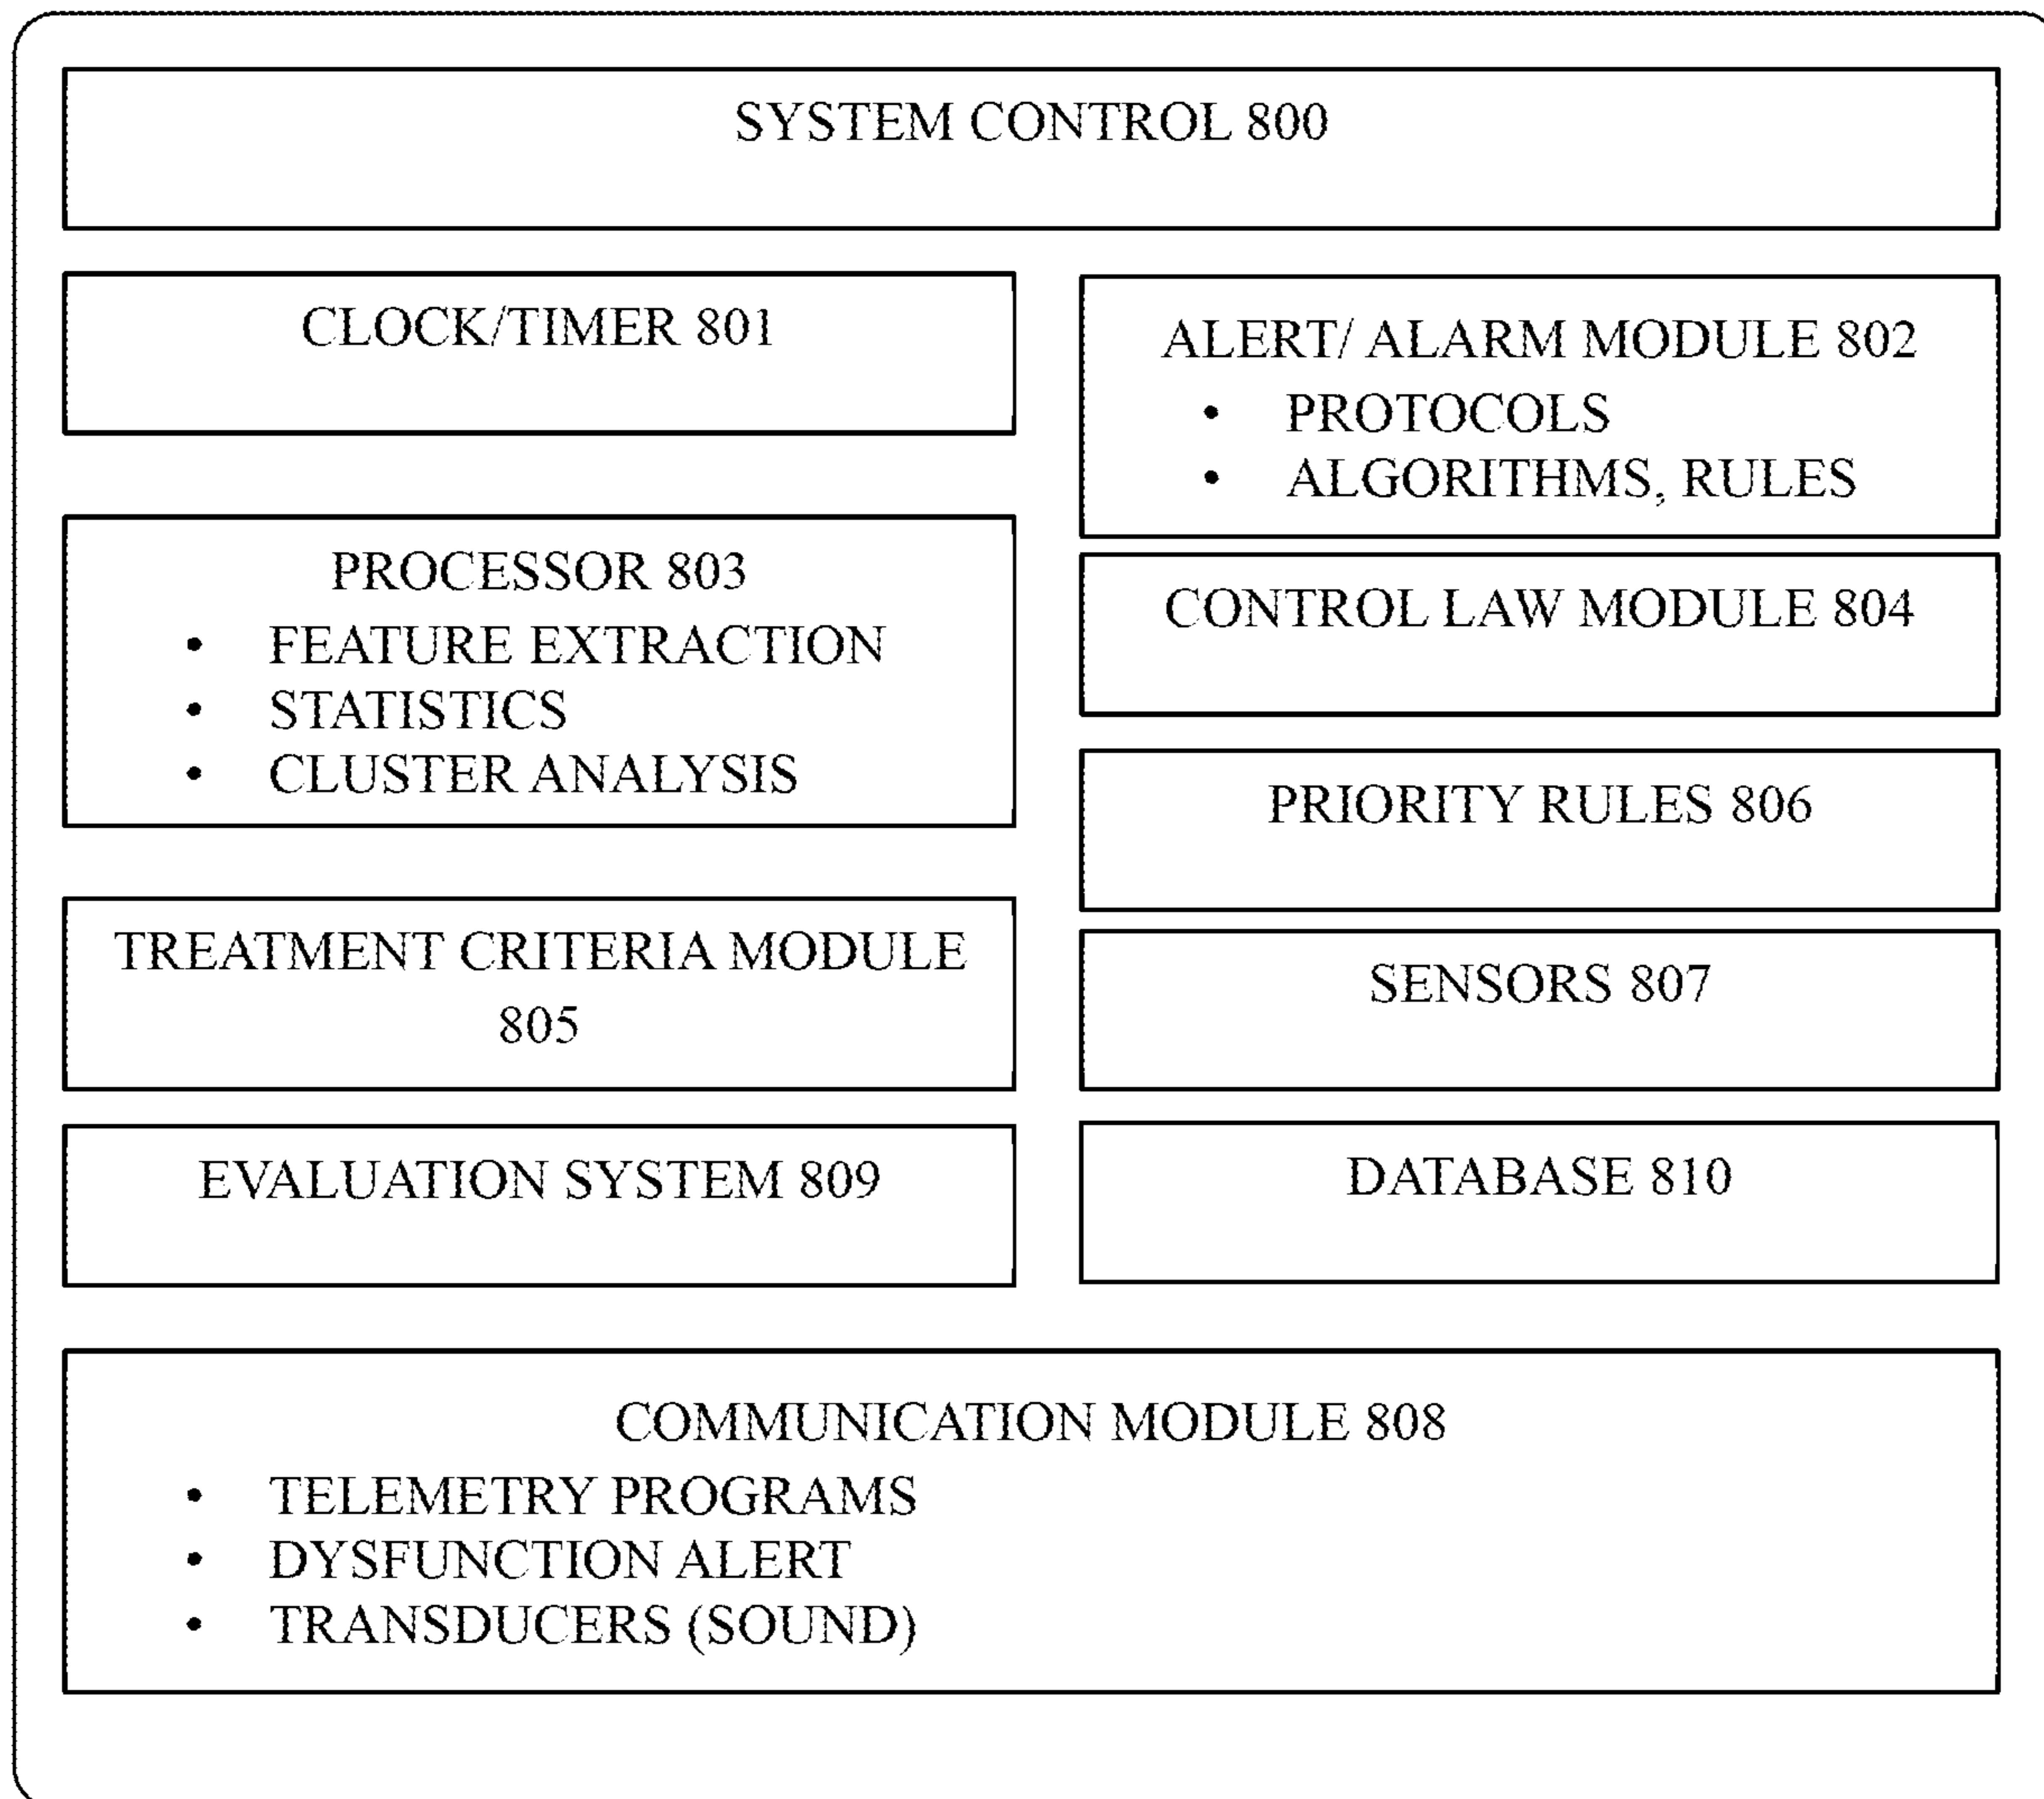 SYSTEM CONTROL 800
CLOCK/TIMER 801
ALERT/ ALARM MODULE 802
• PROTOCOLS
• ALGORITHMS, RULES
PROCESSOR 803
• FEATURE EXTRACTION
• STATISTICS
• CLUSTER ANALYSIS
CONTROL LAW MODULE 804
PRIORITY RULES 806
TREATMENT CRITERIA MODULE
805
SENSORS 807
EVALUATION SYSTEM 809
DATABASE 810
COMMUNICATION MODULE 808
• TELEMETRY PROGRAMS
• DYSFUNCTION ALERT
• TRANSDUCERS (SOUND)